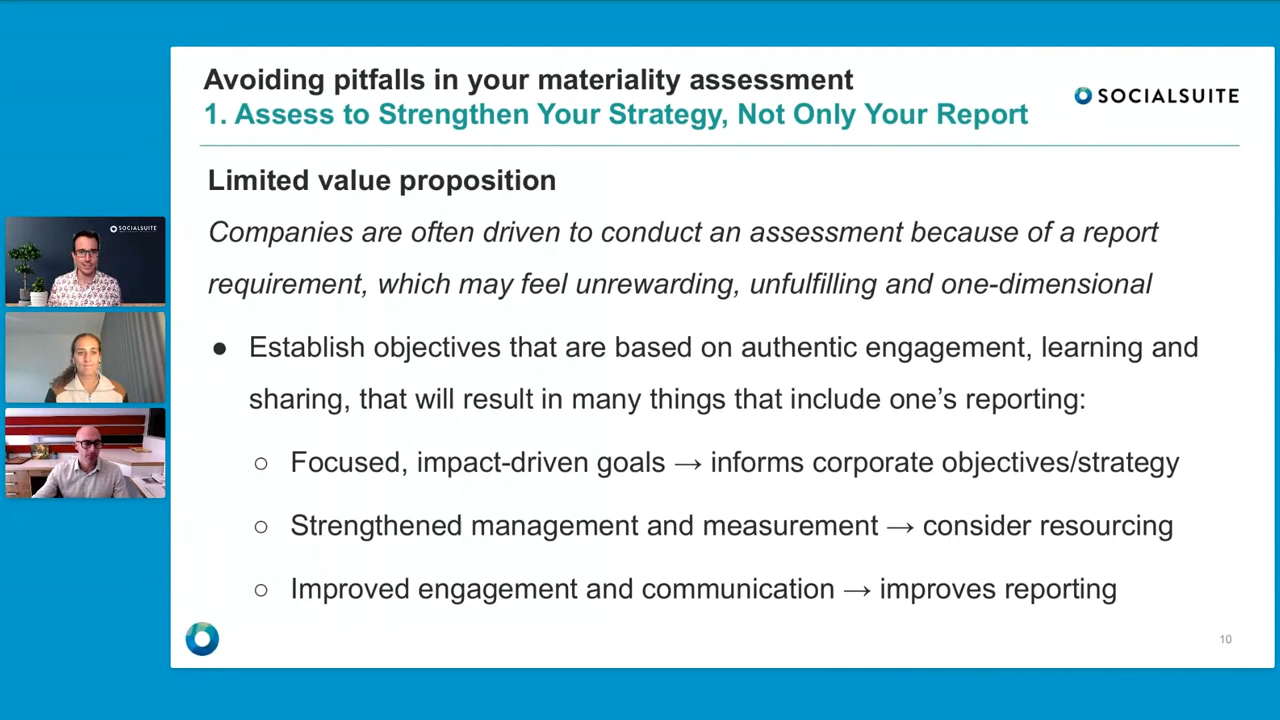 Avoiding pitfalls in your materiality assessment
1. Assess to Strengthen Your Strategy, Not Only Your Report
SOCIALSUITE
Limited value proposition
Companies are often driven to conduct an assessment because of a report
requirement, which may feel unrewarding, unfulfilling and one-dimensional
● Establish objectives that are based on authentic engagement, learning and
sharing, that will result in many things that include one’s reporting:
○ Focused, impact-driven goals → informs corporate objectives/strategy
○ Strengthened management and measurement → consider resourcing
○ Improved engagement and communication → improves reporting
10
SOCIALSUITE